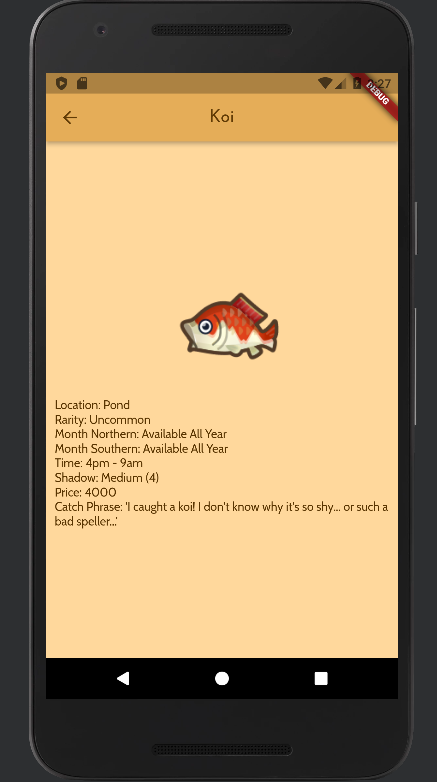 Koi
DEBUG
Location: Pond
Rarity: Uncommon
Month Northern: Available All Year
Month Southern: Available All Year
Time: 4pm - 9am
Shadow: Medium (4)
Price: 4000
Catch Phrase: 'I caught a koi! I don't know why it's so shy... or such a
bad speller...'